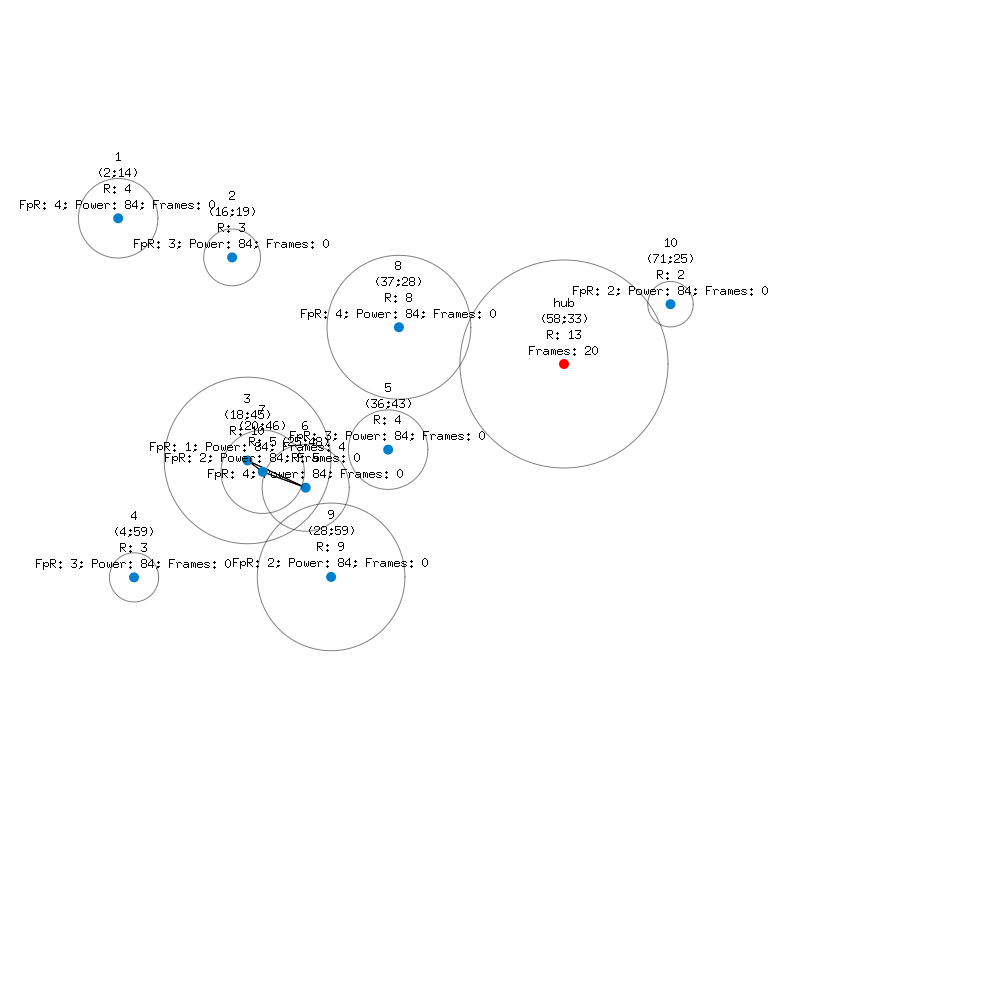 1
(2;14)
R: 4
FpR: 4; Power: 84; Frames: 0
2
(16;19)
R: 3
FpR: 3; Power: 84; Frames: 0
10
(71;25)
R: 2
FpR: 2; Power: 84; Frames: 0
8
(37;28)
R: 8
FpR: 4; Power: 84; Frames: 0
hub
(58;33)
R: 13
Frames: 20
5
(36;43)
R: 4
FpR: 3; Power: 84; Frames: 0
3
(18;45)
R: 10
FpR: 1; Power: 84; Frames: 4
7
(20;46)
R: 5
FpR: 2; Power: 84; Frames: 0
6
(25;48)
R: 5
FpR: 4; Power: 84; Frames: 0
9
(28;59)
R: 9
FpR: 2; Power: 84; Frames: 0
4
(4;59)
R: 3
FpR: 3; Power: 84; Frames: 0